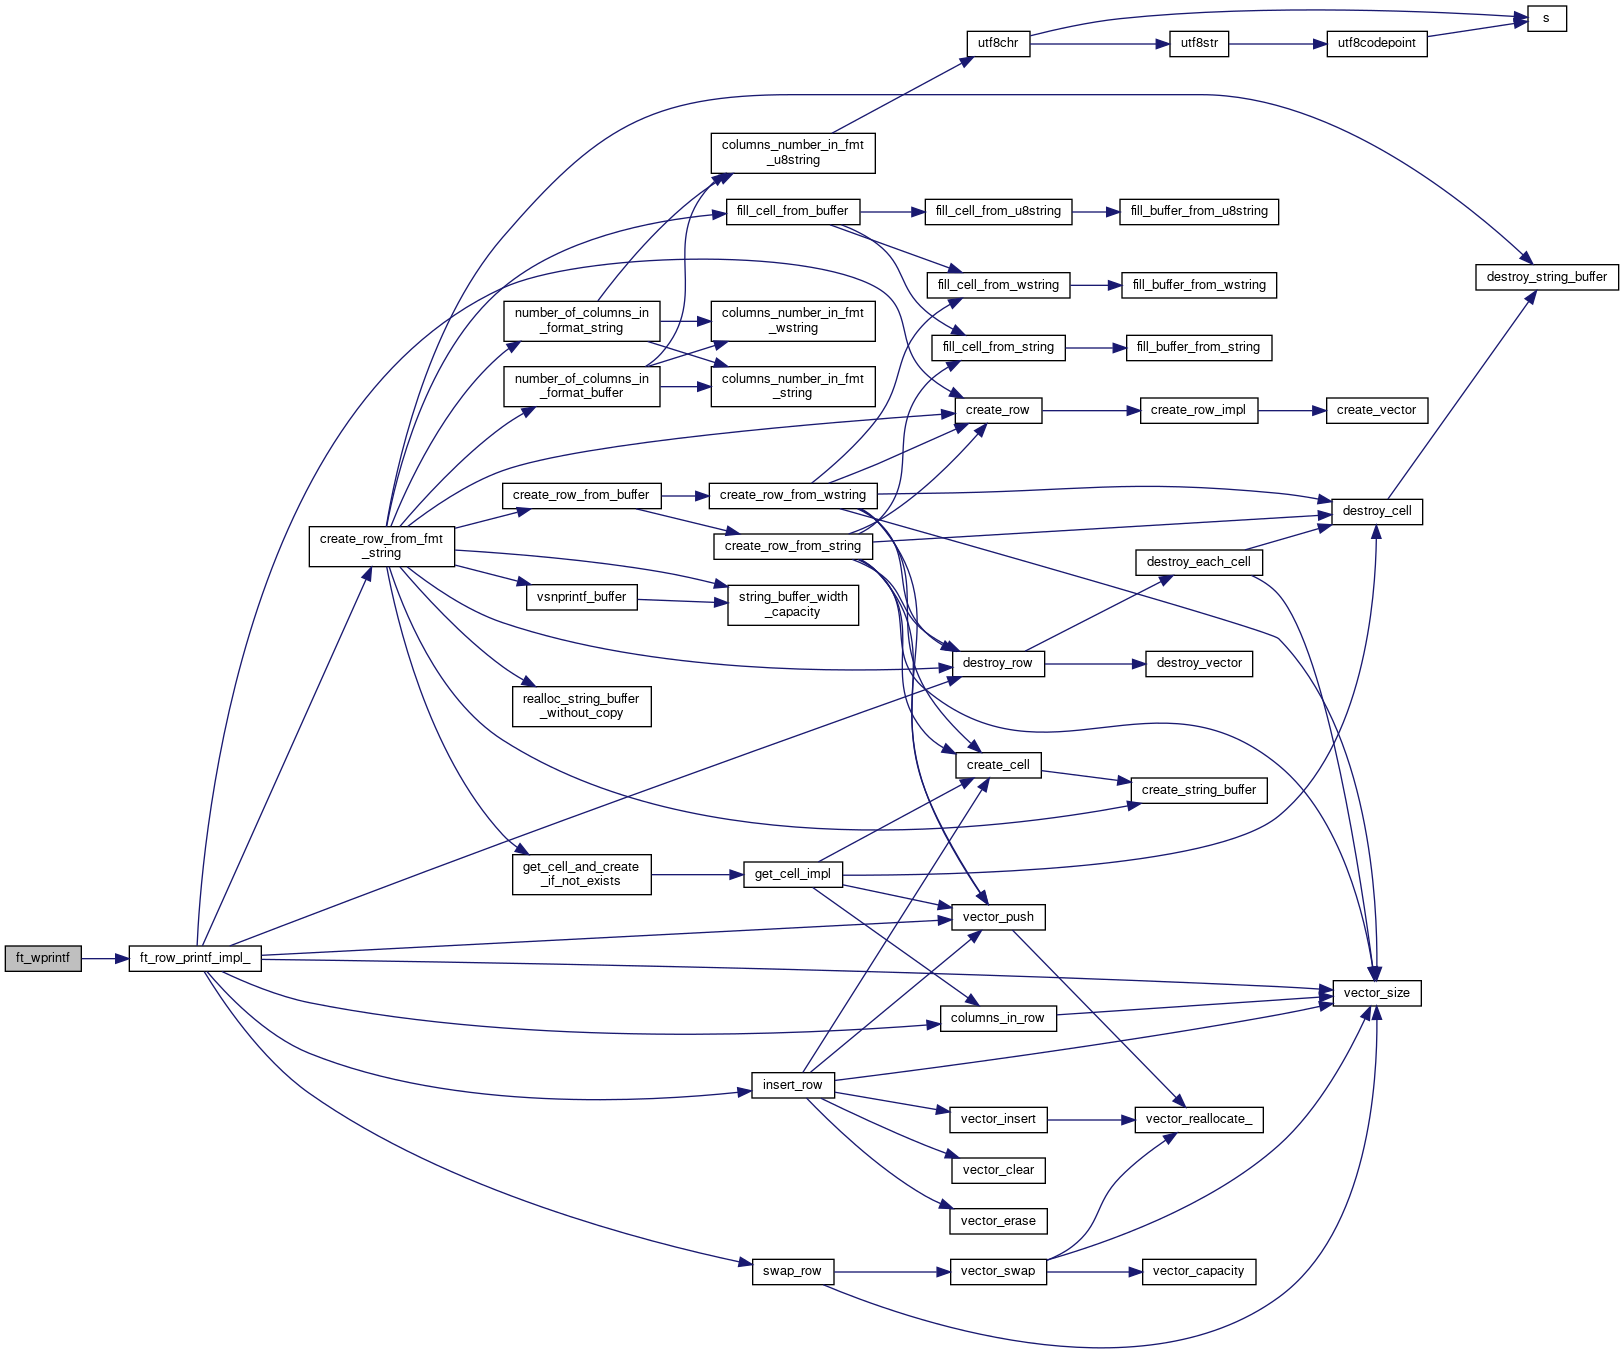 s
utf8chr
utf8str
utf8codepoint
columns_number_in_fmt
_u8string
fill_cell_from_buffer
fill_cell_from_u8string
fill_buffer_from_u8string
destroy_string_buffer
fill_cell_from_wstring
fill_buffer_from_wstring
number_of_columns_in
_format_string
columns_number_in_fmt
_wstring
fill_cell_from_string
fill_buffer_from_string
number_of_columns_in
_format_buffer
columns_number_in_fmt
_string
create_row
create_row_impl
create_vector
create_row_from_buffer
create_row_from_wstring
destroy_cell
create_row_from_fmt
_string
create_row_from_string
destroy_each_cell
vsnprintf_buffer
string_buffer_width
_capacity
destroy_row
destroy_vector
realloc_string_buffer
_without_copy
create_cell
create_string_buffer
get_cell_and_create
_if_not_exists
get_cell_impl
vector_push
ft_wprintf
ft_row_printf_impl_
vector_size
columns_in_row
insert_row
vector_insert
vector_reallocate_
vector_clear
vector_erase
swap_row
vector_swap
vector_capacity